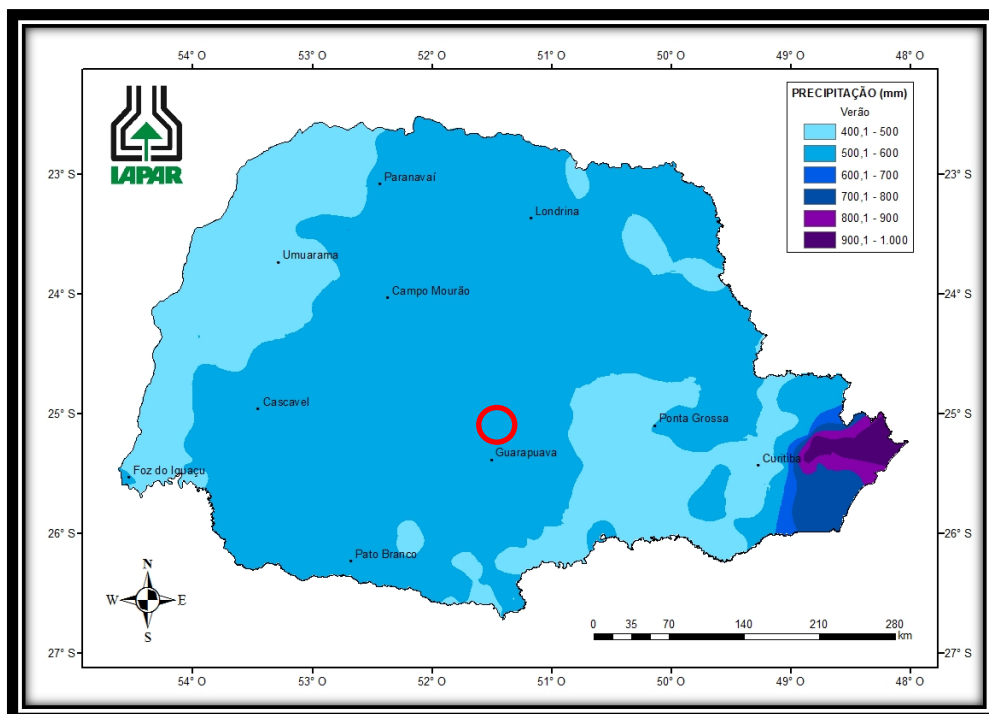 54° O 53° O 52° O 51° O 50° O 49° O 48° O
PRECIPITAÇÃO (mm)
Verão
400,1 - 500
500,1 - 600
600,1 - 700
700,1 - 800
800,1 - 900
900,1 - 1.000
IAPAR
23° S 23° S
Paranavaí
Londrina
Umuarama
24° S 24° S
Campo Mourão
Cascavel
25° S 25° S
Ponta Grossa
Guarapuava
Curitiba
Foz do Iguaçu
26° S 26° S
Pato Branco
N
W E
S
0 35 70 140 210 280
km
27° S 27° S
54° O 53° O 52° O 51° O 50° O 49° O 48° O